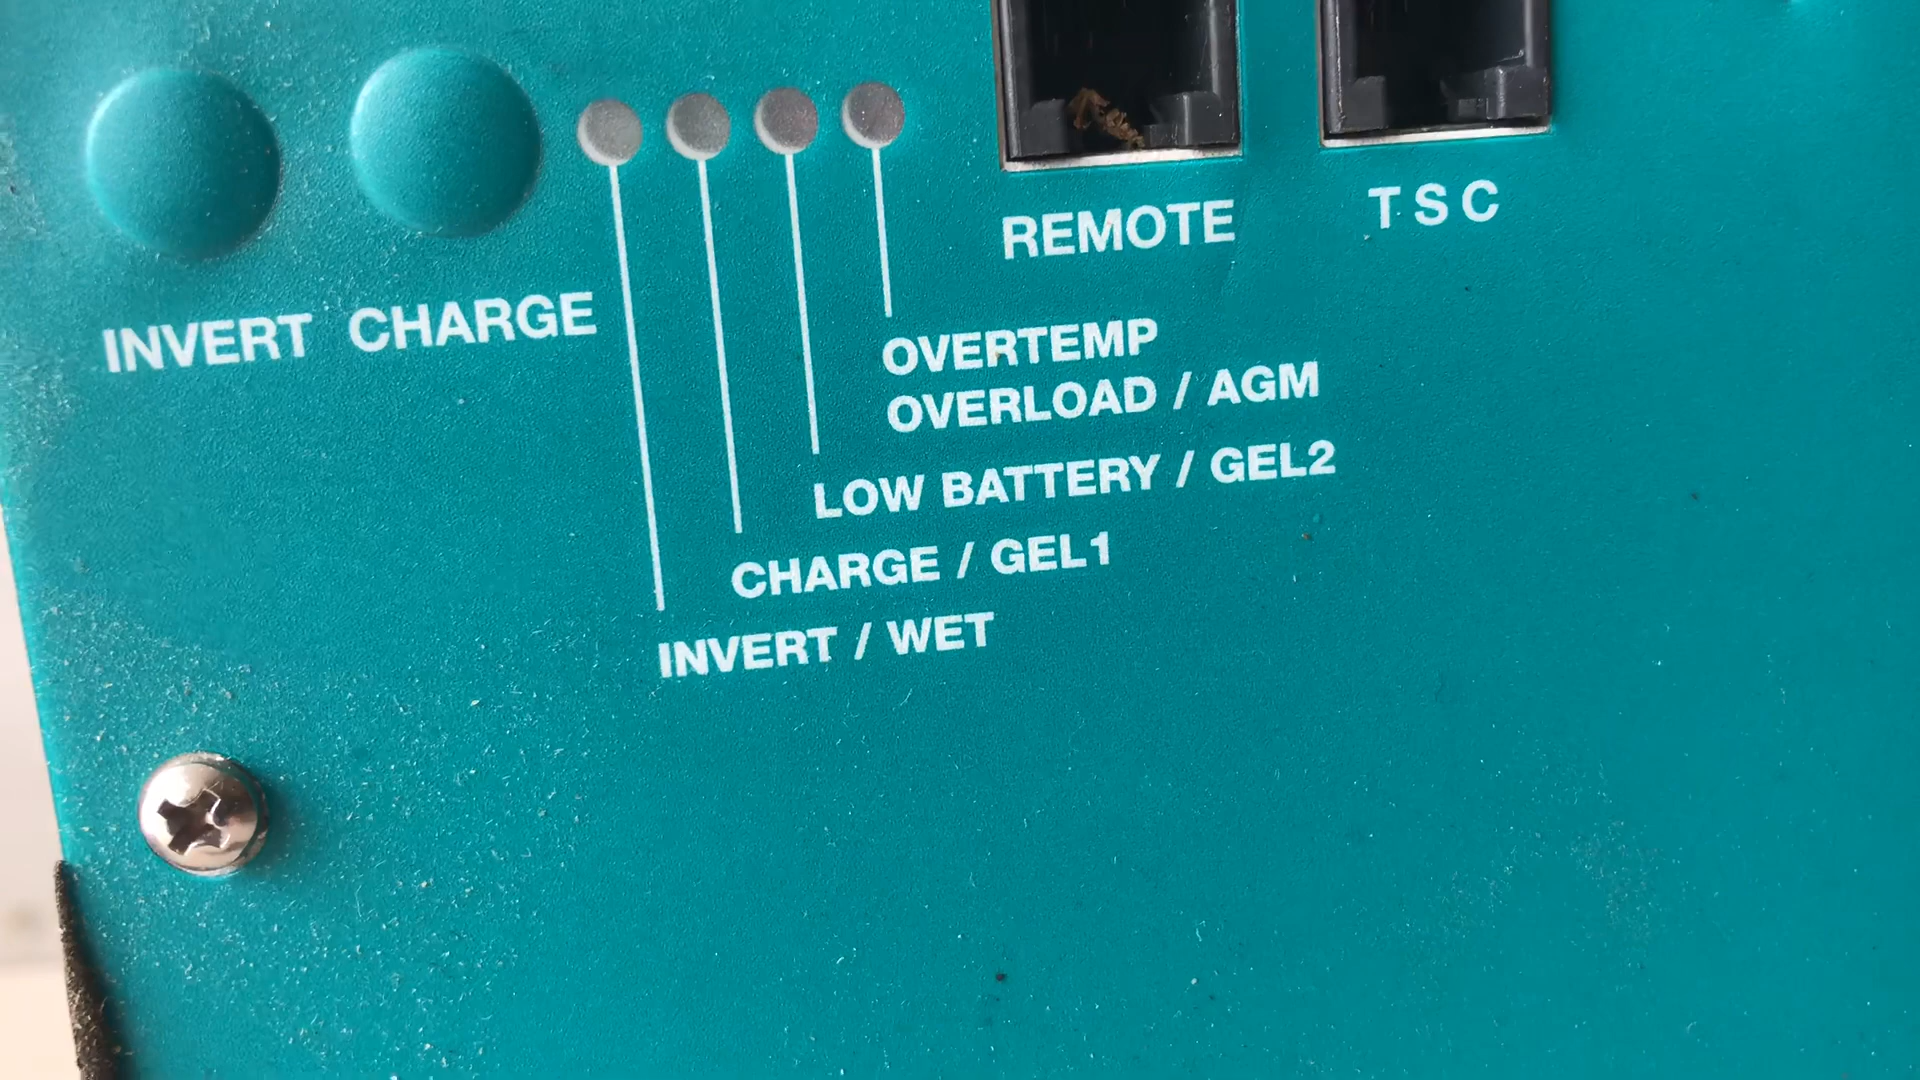 REMOTE
TSC
INVERT CHARGE
OVERTEMP
OVERLOAD / AGM
LOW BATTERY / GEL2
CHARGE / GEL1
INVERT / WET